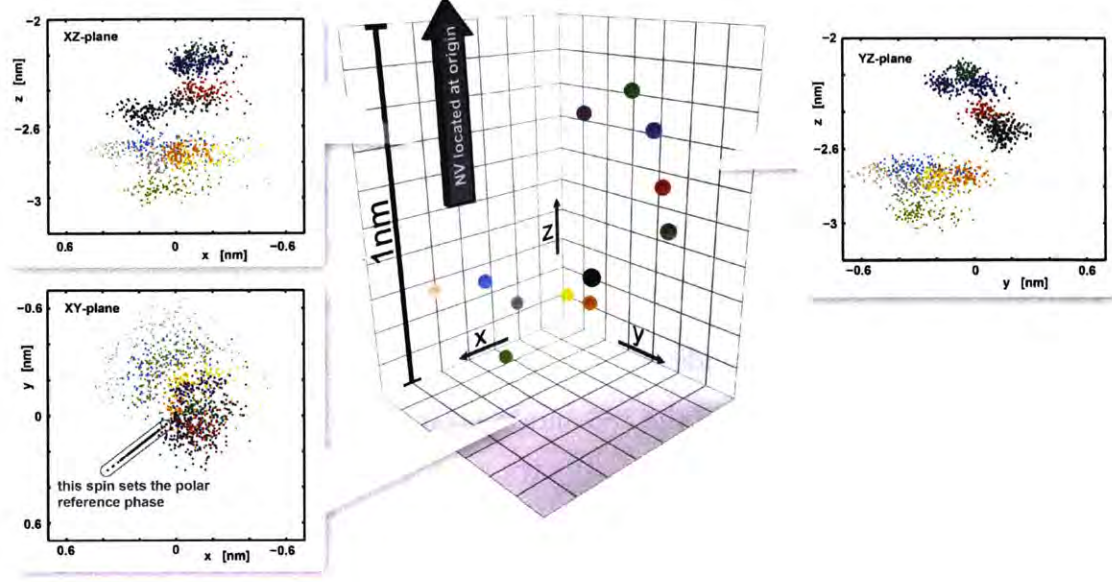 −2
XZ-plane
z [nm]
−2.6
−3
0.6
0
−0.6
x [nm]
XY-plane
−0.6
y [nm]
0
this spin sets the polar
reference phase
0.6
0.6
0
−0.6
x [nm]
NV located at origin
1nm
z
x
y
−2
YZ-plane
z [nm]
−2.6
−3
−0.6
0
0.6
y [nm]